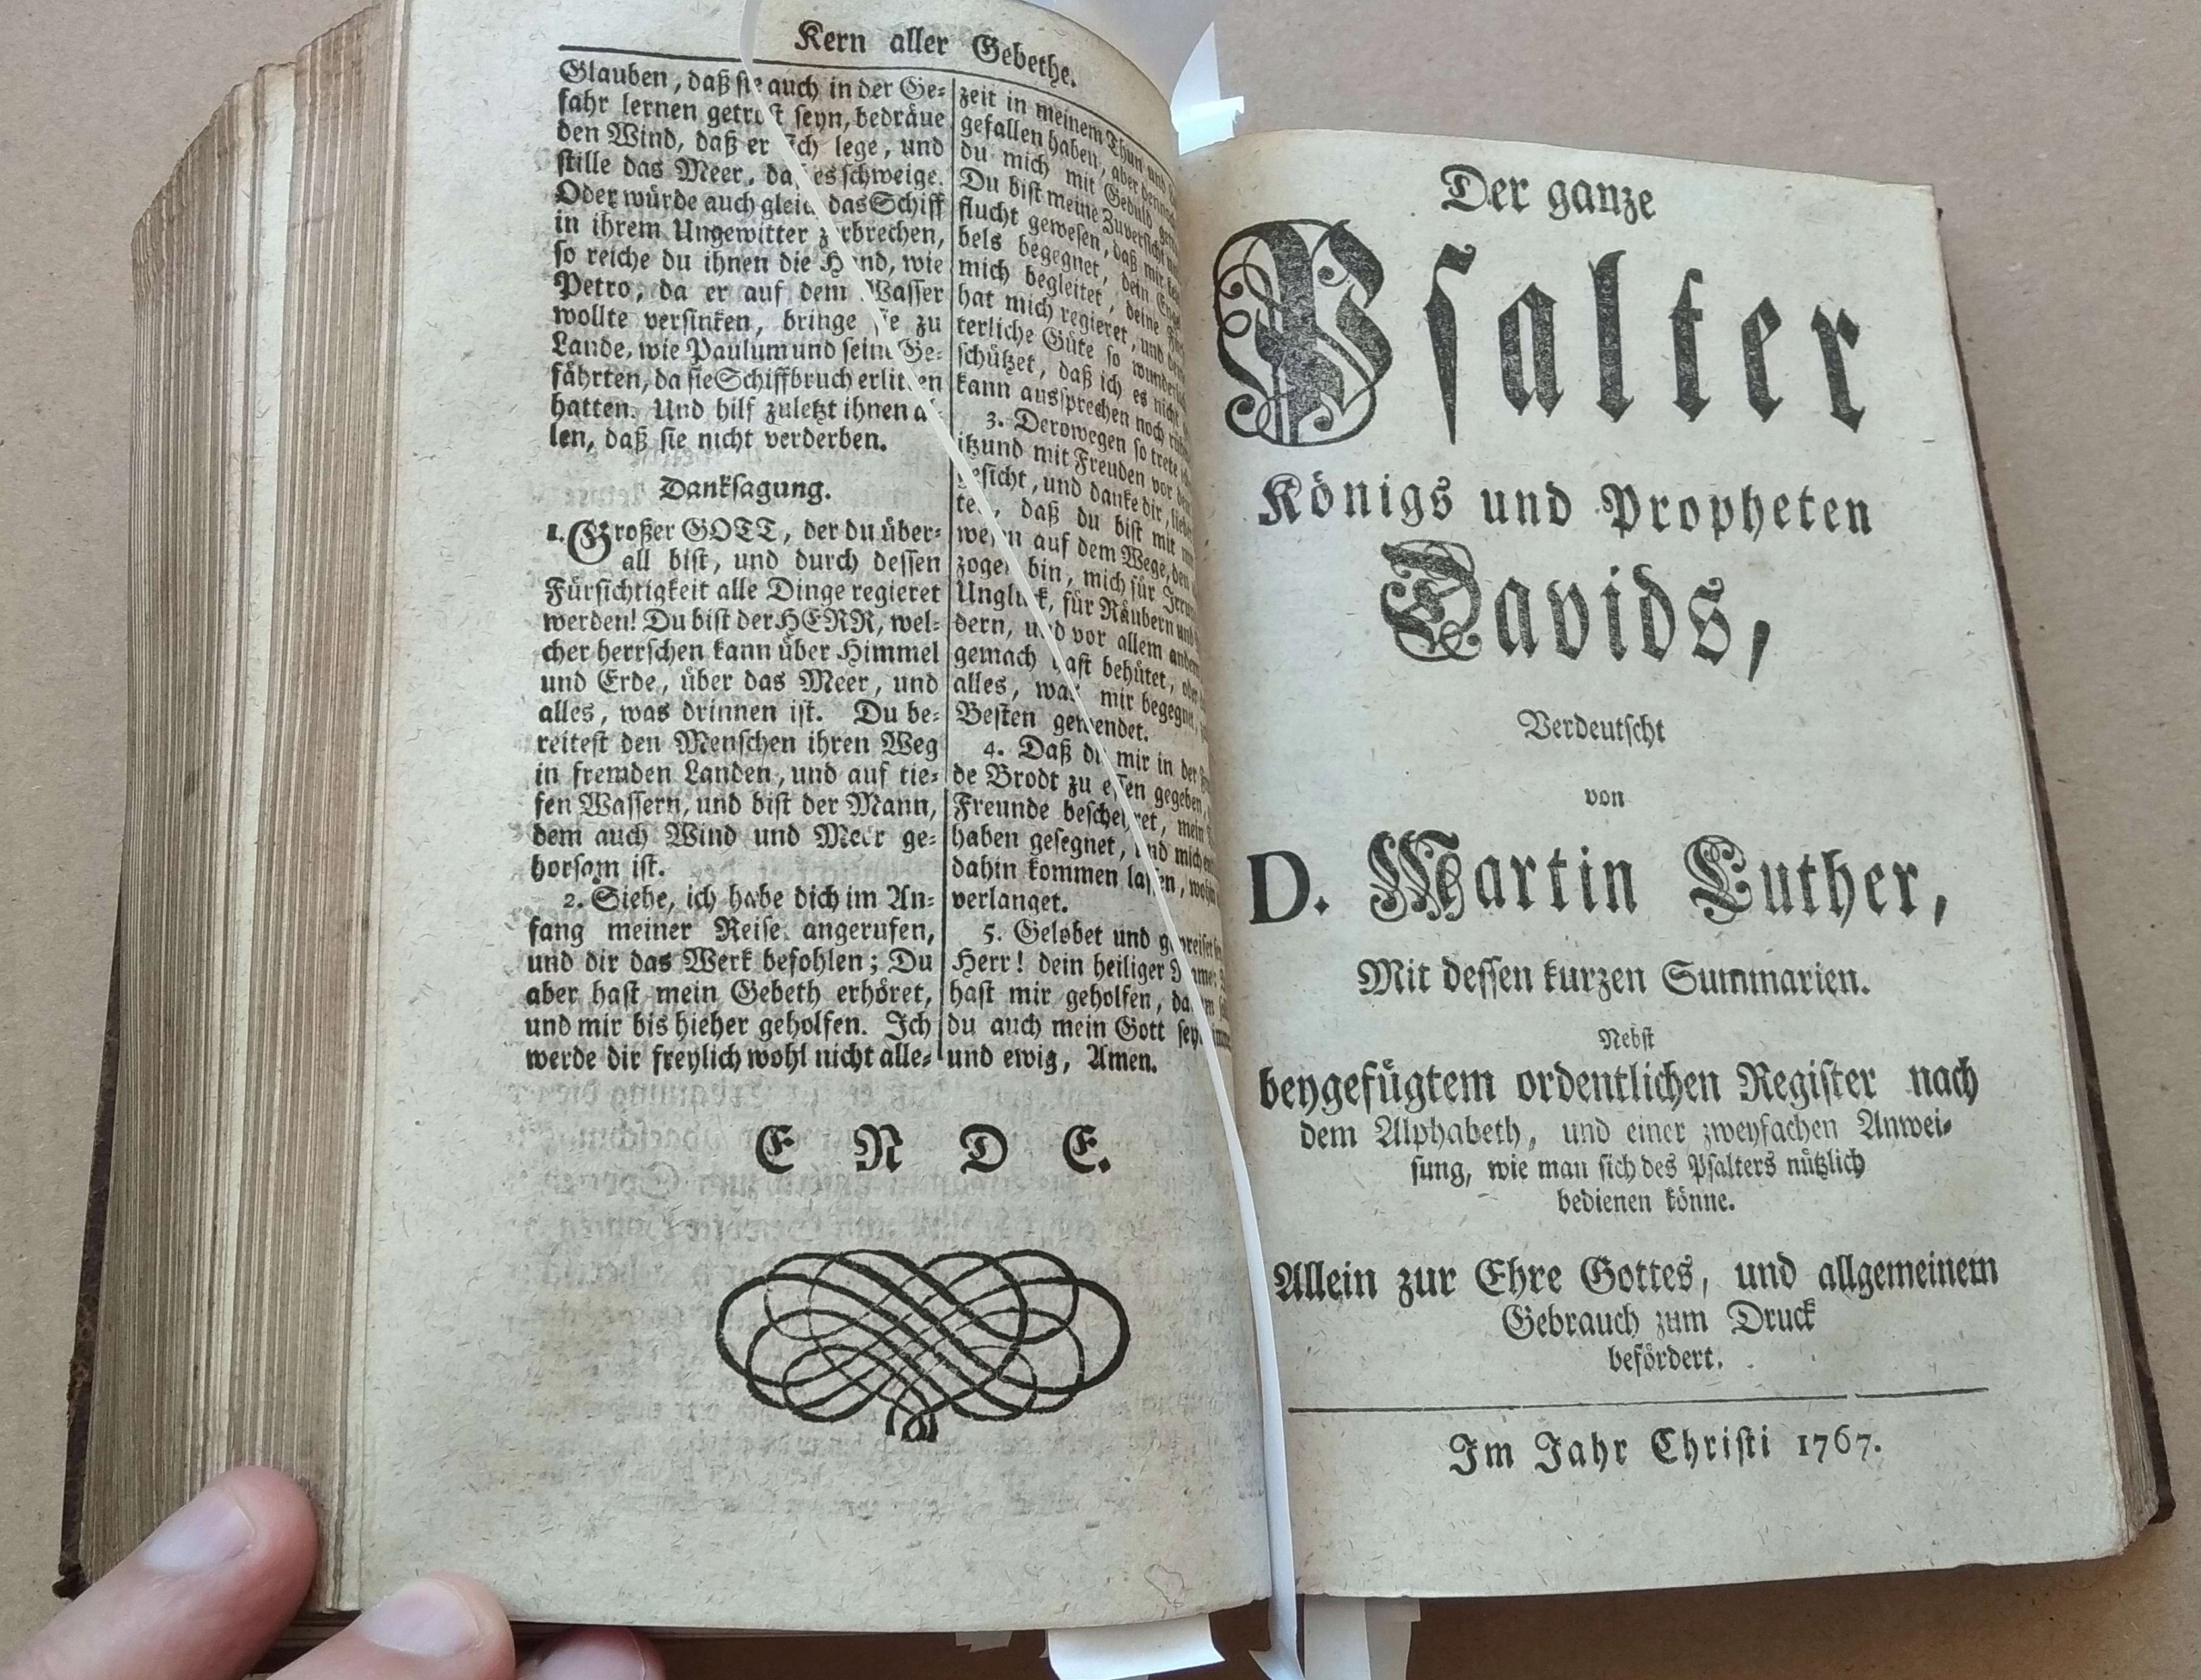 Kern aller Gebethe.
Glauben, daß sie auch in der Ge-
fahr lernen getrost seyn, bedräue
den Wind, daß er sich lege, und
stille das Meer, daß es schweige.
Oder würde auch gleich das Schiff
in ihrem Ungewitter zerbrechen,
so reiche du ihnen die Hand, wie
Petro, da er auf dem Wasser
wollte versinken, bringe sie zu
Lande, wie Paulum und seine Ge-
fährten, da sie Schiffbruch erlitten
hatten. Und hilf zuletzt ihnen al-
len, daß sie nicht verderben.
Danksagung.
1. Großer GOTT, der du über-
all bist, und durch dessen
Fürsichtigkeit alle Dinge regieret
werden! Du bist der HERR, wel-
cher herrschen kann über Himmel
und Erde, über das Meer, und
alles, was drinnen ist. Du be-
reitest den Menschen ihren Weg
in fremden Landen, und auf tie-
fen Wassern, und bist der Mann,
dem auch Wind und Meer ge-
horsam ist.
2. Siehe, ich habe dich im An-
fang meiner Reise angerufen,
und dir das Werk befohlen; Du
aber hast mein Gebeth erhöret,
und mir bis hieher geholfen. Ich
werde dir freylich wohl nicht alle-
zeit in meinem Thun und
gefallen haben, aber dennoch
du mich mit Geduld
Du bist meine Zuversicht
flucht gewesen, daß mir
bels begegnet, dein Engel
mich begleitet, deine
hat mich regieret, und
terliche Güte so wunderlich
schützet, daß ich es nicht
kann aussprechen noch
3. Derowegen so trete
itzund mit Freuden vor dein
gesicht, und danke dir, lieber
ter, daß du bist mit mir
wesen auf dem Wege, den
zogen bin, mich für
Unglück, für Räubern und
dern, und vor allem andern
gemach hast behütet, oder
alles, was mir begegnet,
Besten gewendet.
4. Daß du mir in der
de Brodt zu essen gegeben,
Freunde bescheret, mein
haben gesegnet, und mich
dahin kommen lassen, wohin
verlanget.
5. Gelobet und gepreiset
Herr! dein heiliger Name:
hast mir geholfen, darum
du auch mein Gott
und ewig, Amen.
E N D E.
Der ganze
Psalter
Königs und Propheten
Davids,
Verdeutscht
von
D. Martin Luther,
Mit dessen kurzen Summarien.
Nebst
beygefügtem ordentlichen Register nach
dem Alphabeth, und einer zweyfachen Anwei-
sung, wie man sich des Psalters nützlich
bedienen könne.
Allein zur Ehre Gottes, und allgemeinem
Gebrauch zum Druck
befördert.
Im Jahr Christi 1767.